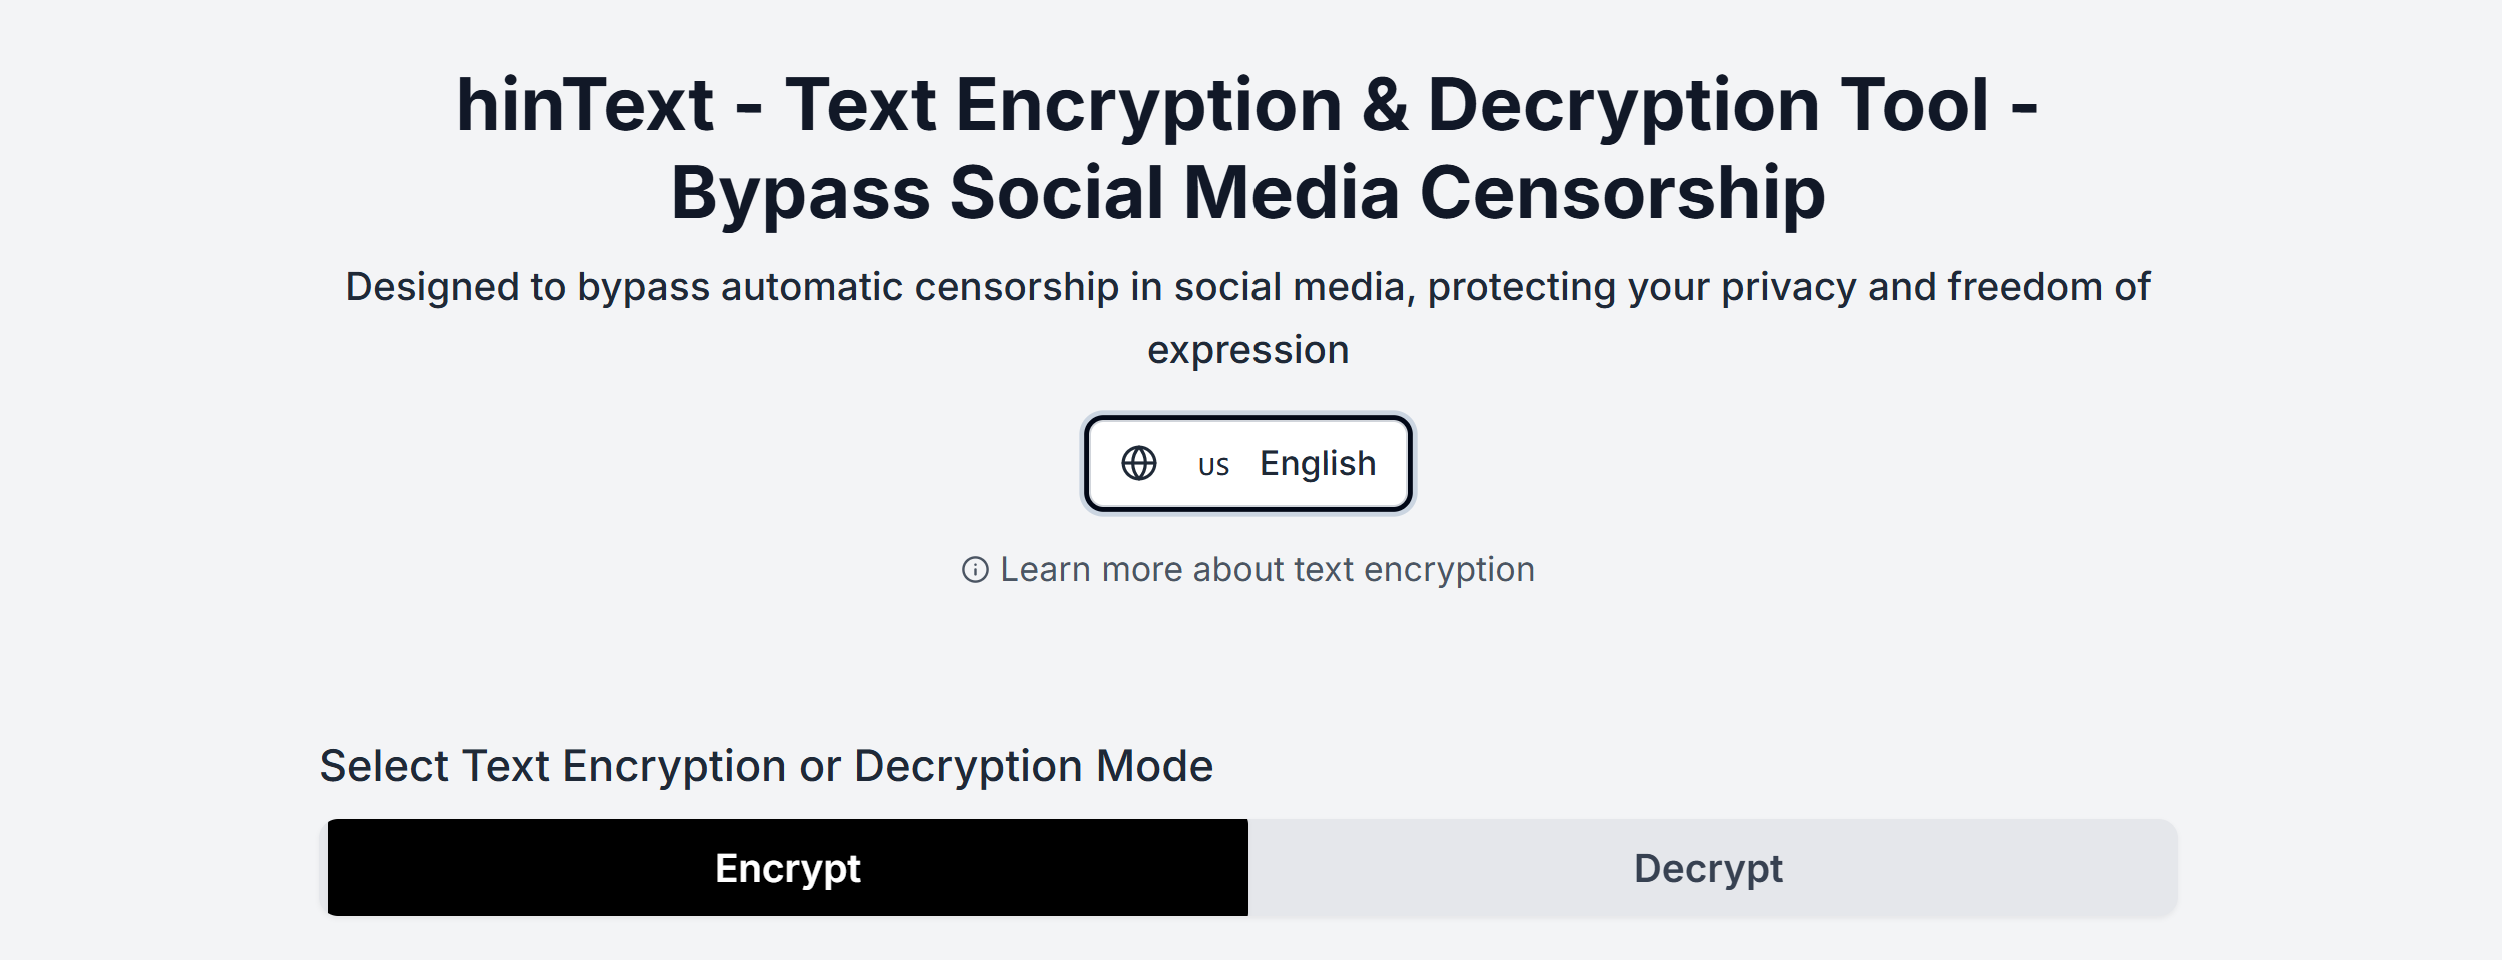 hinText - Text Encryption & Decryption Tool -
Bypass Social Media Censorship
Designed to bypass automatic censorship in social media, protecting your privacy and freedom of
expression
US English
Learn more about text encryption
Select Text Encryption or Decryption Mode
Encrypt
Decrypt